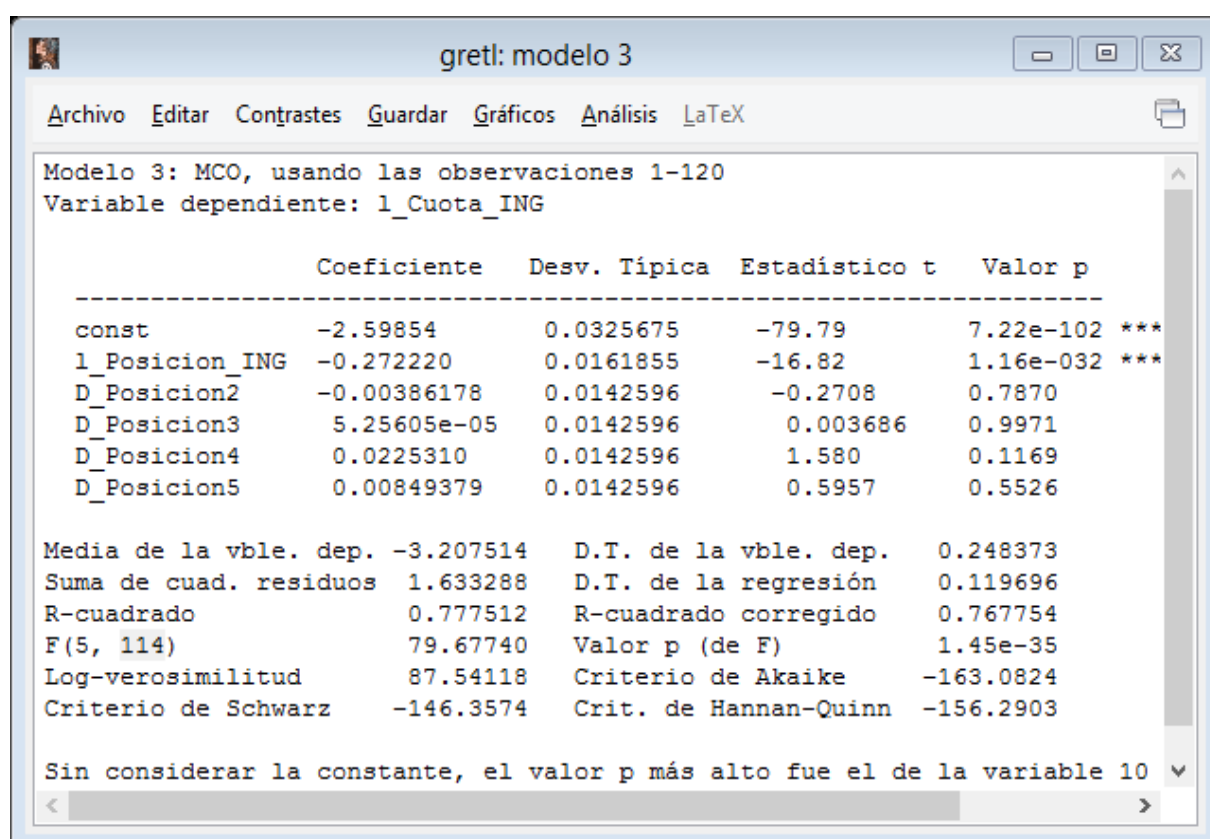 gretl: modelo 3
Archivo Editar Contrastes Guardar Gráficos Análisis LaTeX
Modelo 3: MCO, usando las observaciones 1-120
Variable dependiente: l_Cuota_ING
Coeficiente Desv. Típica Estadístico t Valor p
----------------------------------------------------------------------
const -2.59854 0.0325675 -79.79 7.22e-102 ***
l_Posicion_ING -0.272220 0.0161855 -16.82 1.16e-032 ***
D_Posicion2 -0.00386178 0.0142596 -0.2708 0.7870
D_Posicion3 5.25605e-05 0.0142596 0.003686 0.9971
D_Posicion4 0.0225310 0.0142596 1.580 0.1169
D_Posicion5 0.00849379 0.0142596 0.5957 0.5526
Media de la vble. dep. -3.207514 D.T. de la vble. dep. 0.248373
Suma de cuad. residuos 1.633288 D.T. de la regresión 0.119696
R-cuadrado 0.777512 R-cuadrado corregido 0.767754
F(5, 114) 79.67740 Valor p (de F) 1.45e-35
Log-verosimilitud 87.54118 Criterio de Akaike -163.0824
Criterio de Schwarz -146.3574 Crit. de Hannan-Quinn -156.2903
Sin considerar la constante, el valor p más alto fue el de la variable 10